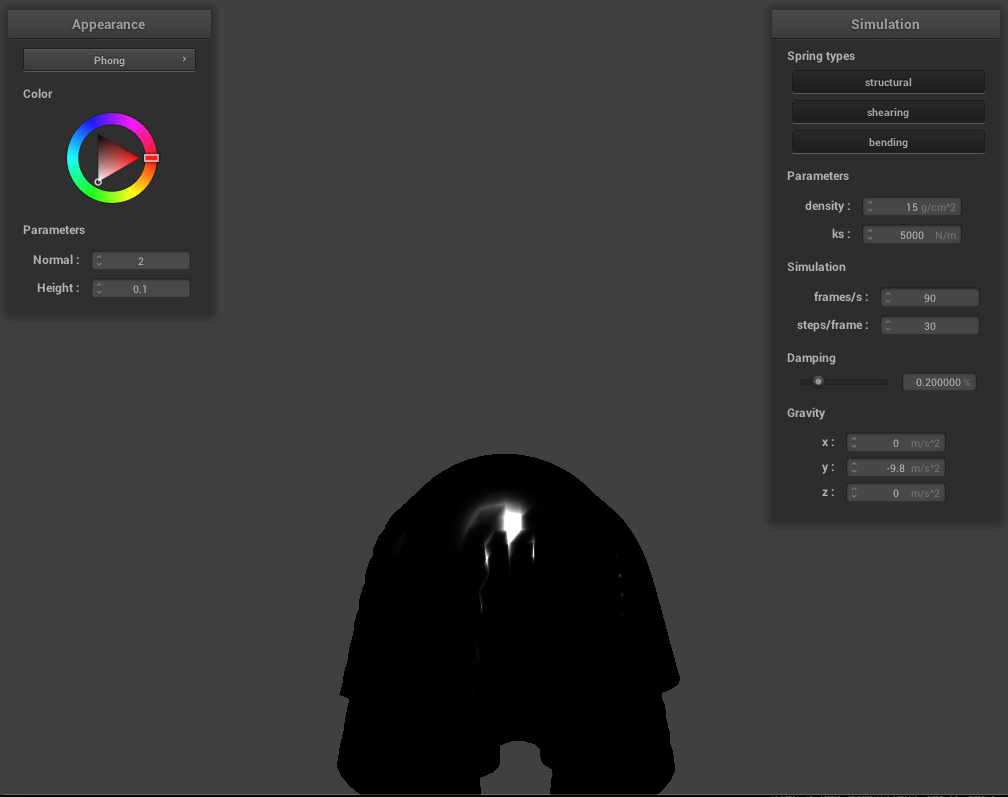 Appearance
Phong
Color
Parameters
Normal : 2
Height : 0.1
Simulation
Spring types
structural
shearing
bending
Parameters
density : 15 g/cm^2
ks : 5000 N/m
Simulation
frames/s : 90
steps/frame : 30
Damping
0.200000 %
Gravity
x : 0 m/s^2
y : -9.8 m/s^2
z : 0 m/s^2